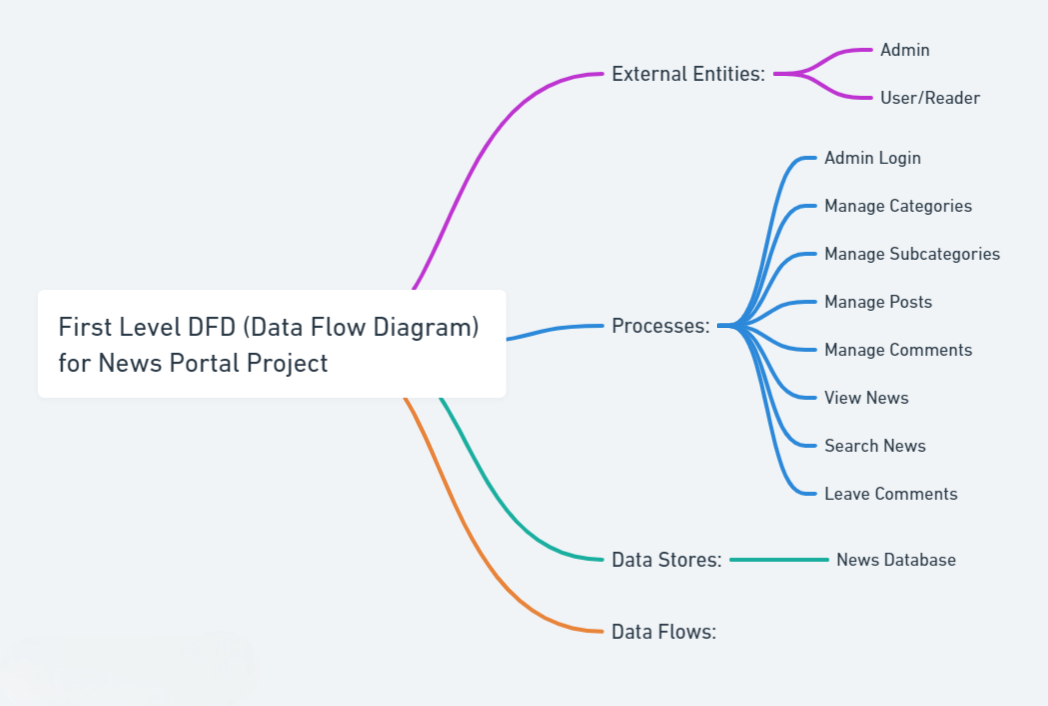 First Level DFD (Data Flow Diagram)
for News Portal Project
External Entities:
Admin
User/Reader
Processes:
Admin Login
Manage Categories
Manage Subcategories
Manage Posts
Manage Comments
View News
Search News
Leave Comments
Data Stores:
News Database
Data Flows: